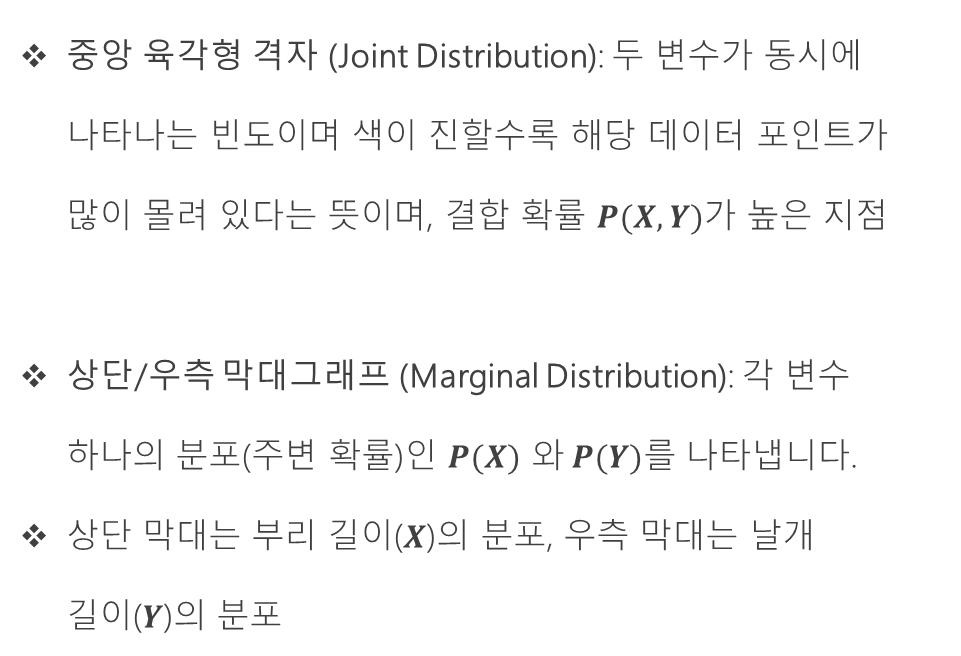 ❖ 중앙 육각형 격자 (Joint Distribution): 두 변수가 동시에
나타나는 빈도이며 색이 진할수록 해당 데이터 포인트가
많이 몰려 있다는 뜻이며, 결합 확률 P(X, Y)가 높은 지점
❖ 상단/우측 막대그래프 (Marginal Distribution): 각 변수
하나의 분포(주변 확률)인 P(X) 와 P(Y)를 나타냅니다.
❖ 상단 막대는 부리 길이(X)의 분포, 우측 막대는 날개
길이(Y)의 분포